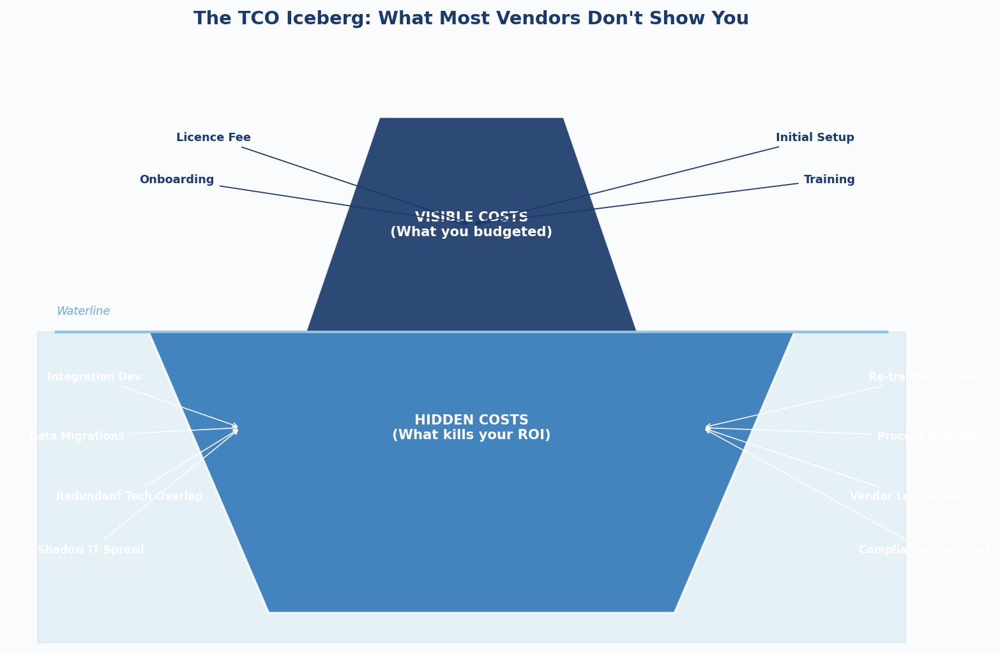 The TCO Iceberg: What Most Vendors Don't Show You
Licence Fee
Initial Setup
Onboarding
Training
VISIBLE COSTS
(What you budgeted)
Waterline
Integration Dev
Re-training Cycles
HIDDEN COSTS
(What kills your ROI)
Data Migrations
Process Redesign
Redundant Tech Overlap
Vendor Lock-in Tax
Shadow IT Sprawl
Compliance Overhead